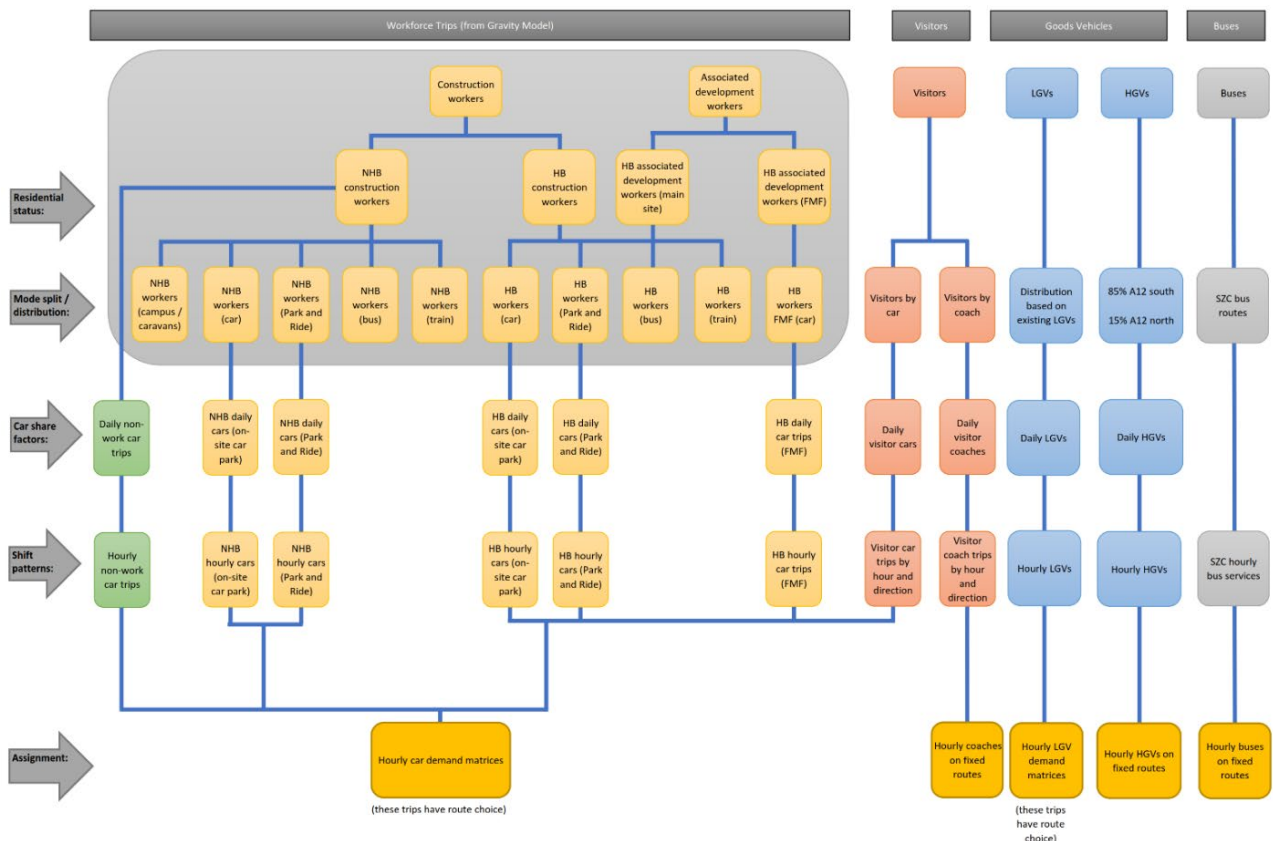 Workforce Trips (from Gravity Model)
Visitors
Goods Vehicles
Buses
Construction
workers
Associated
development
workers
Visitors
LGVs
HGVs
Buses
Residential
status:
NHB
construction
workers
HB
construction
workers
HB associated
development
workers (main
site)
HB associated
development
workers (FMF)
Mode split /
distribution:
NHB
workers
(campus /
caravans)
NHB
workers
(car)
NHB
workers
(Park and
Ride)
NHB
workers
(bus)
NHB
workers
(train)
HB
workers
(car)
HB
workers
(Park and
Ride)
HB
workers
(bus)
HB
workers
(train)
HB
workers
FMF (car)
Visitors by
car
Visitors by
coach
Distribution
based on
existing LGVs
85% A12 south
15% A12 north
SZC bus
routes
Car share
factors:
Daily non-
work car
trips
NHB daily
cars (on-
site car
park)
NHB daily
cars (Park
and Ride)
HB daily
cars (on-
site car
park)
HB daily
cars (Park
and Ride)
HB daily
car trips
(FMF)
Daily
visitor cars
Daily
visitor
coaches
Daily LGVs
Daily HGVs
Shift
patterns:
Hourly
non-work
car trips
NHB
hourly cars
(on-site
car park)
NHB
hourly cars
(Park and
Ride)
HB hourly
cars (on-
site car
park)
HB hourly
cars (Park
and Ride)
HB hourly
car trips
(FMF)
Visitor car
trips by
hour and
direction
Visitor
coach trips
by hour
and
direction
Hourly LGVs
Hourly HGVs
SZC hourly
bus services
Assignment:
Hourly car demand matrices
(these trips have route choice)
Hourly coaches
on fixed
routes
Hourly LGV
demand
matrices
(these trips
have route
choice)
Hourly HGVs on
fixed routes
Hourly buses
on fixed
routes